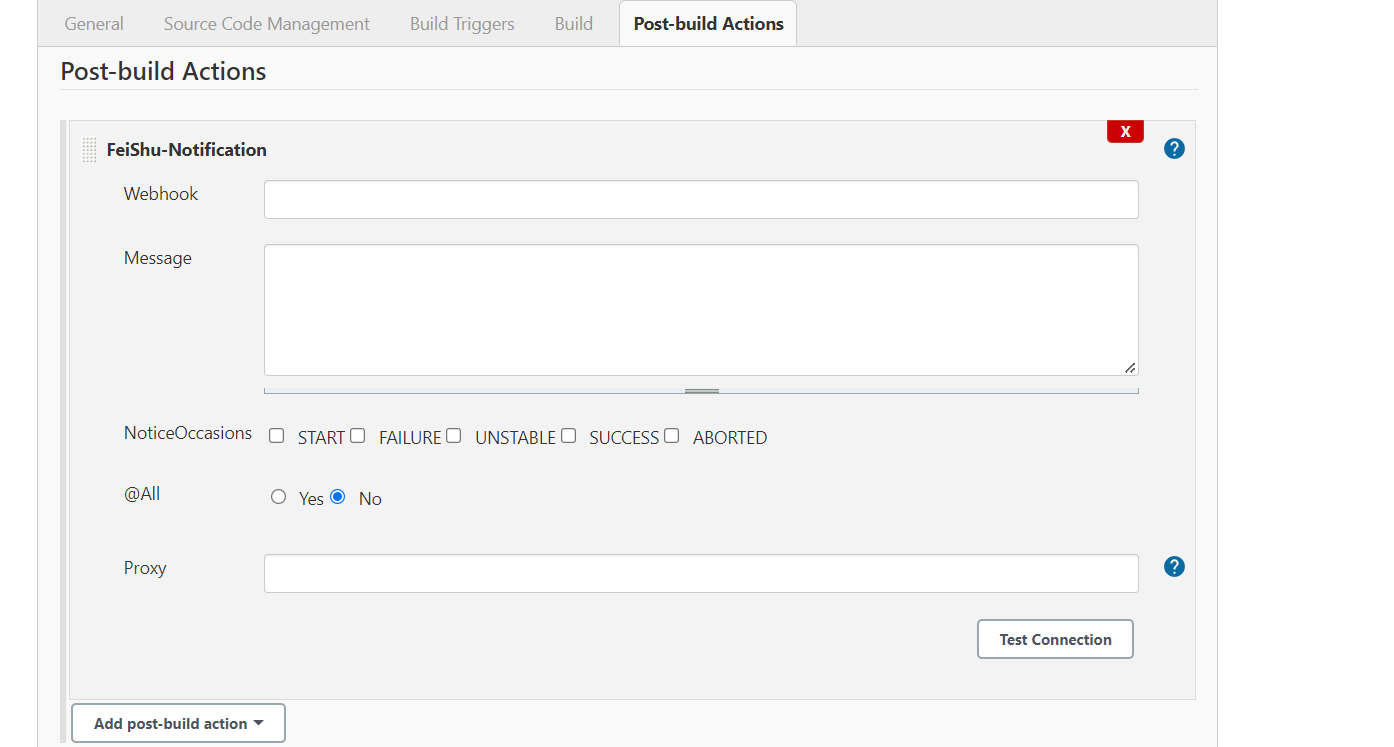 General Source Code Management Build Triggers Build Post-build Actions
Post-build Actions
X
FeiShu-Notification ?
Webhook
Message
NoticeOccasions START FAILURE UNSTABLE SUCCESS ABORTED
@All Yes No
Proxy ?
Test Connection
Add post-build action